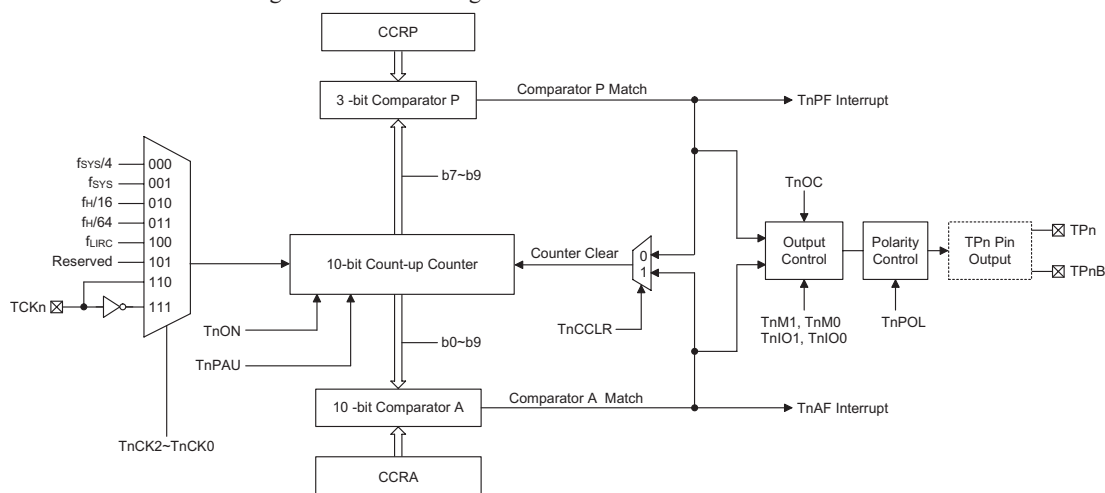 CCRP
3 -bit Comparator P
Comparator P Match
TnPF Interrupt
b7~b9
fSYS/4
000
fSYS
001
fH/16
010
fH/64
011
fLIRC
100
Reserved
101
110
111
TCKn
TnCK2~TnCK0
10-bit Count-up Counter
Counter Clear
0
1
TnCCLR
TnON
TnPAU
b0~b9
TnOC
Output
Control
TnM1, TnM0
TnIO1, TnIO0
Polarity
Control
TnPOL
TPn Pin
Output
TPn
TPnB
10 -bit Comparator A
Comparator A Match
TnAF Interrupt
CCRA